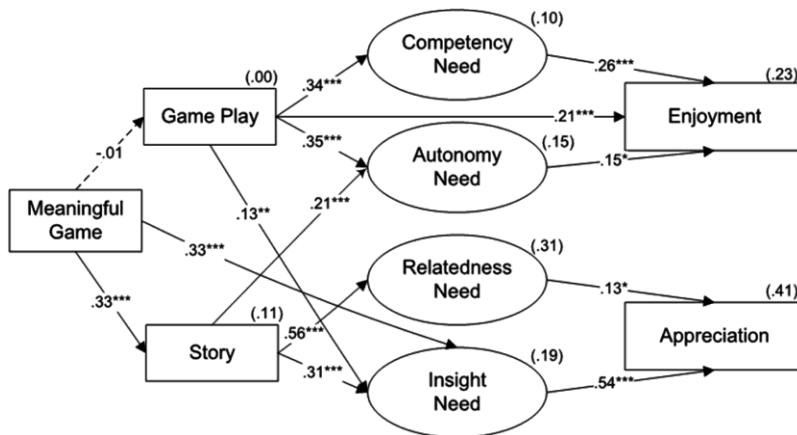 (.10)
Competency
Need
(.00)
.34***
.26***
(.23)
Game Play
.21***
Enjoyment
-.01
.35***
(.15)
Autonomy
Need
.15*
Meaningful
Game
.13**
.21***
.33***
(.31)
Relatedness
Need
.13*
(.41)
.33***
(.11)
.56***
Story
Appreciation
.31***
(.19)
Insight
Need
.54***